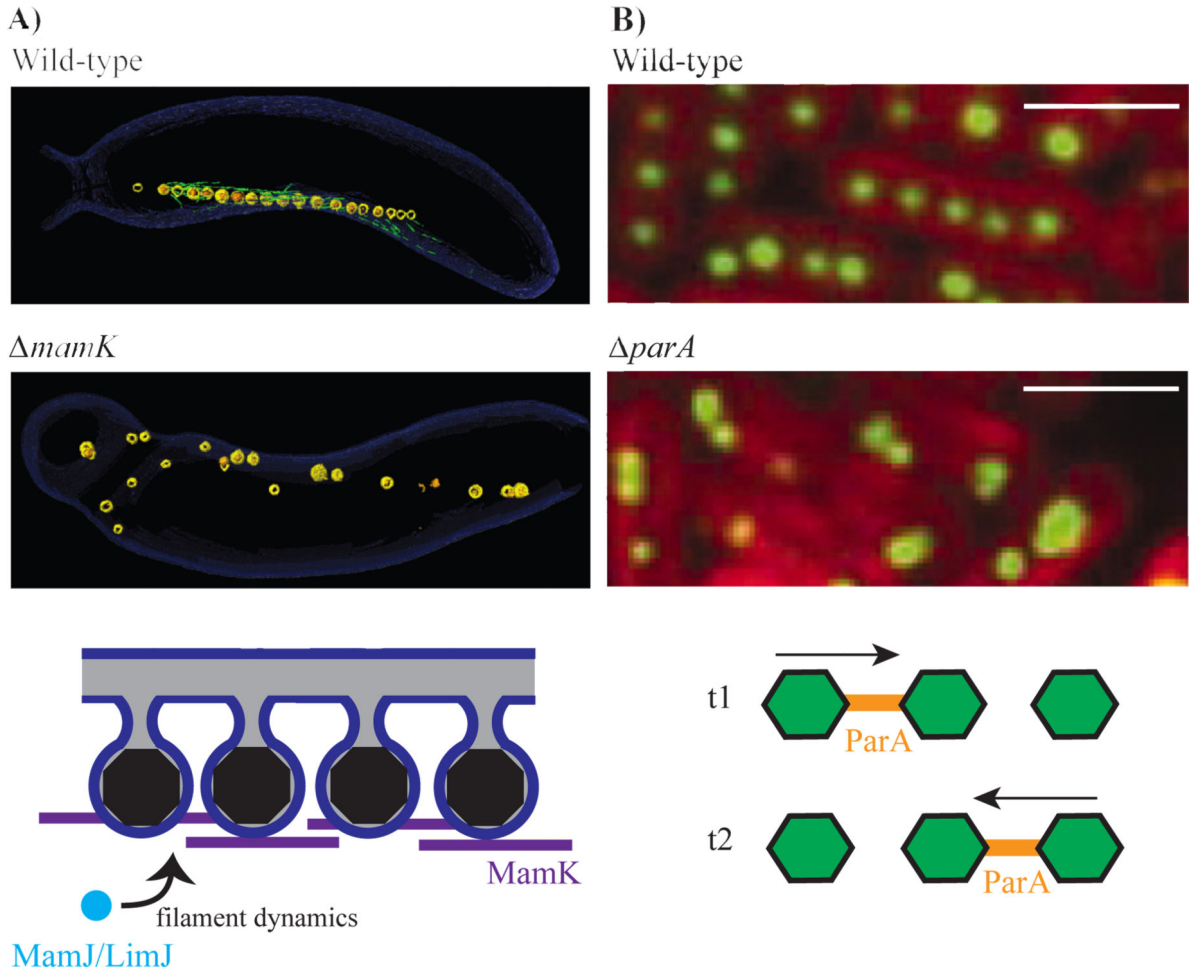 A)
Wild-type
ΔmamK
MamK
filament dynamics
MamJ/LimJ
B)
Wild-type
ΔparA
t1
ParA
t2
ParA